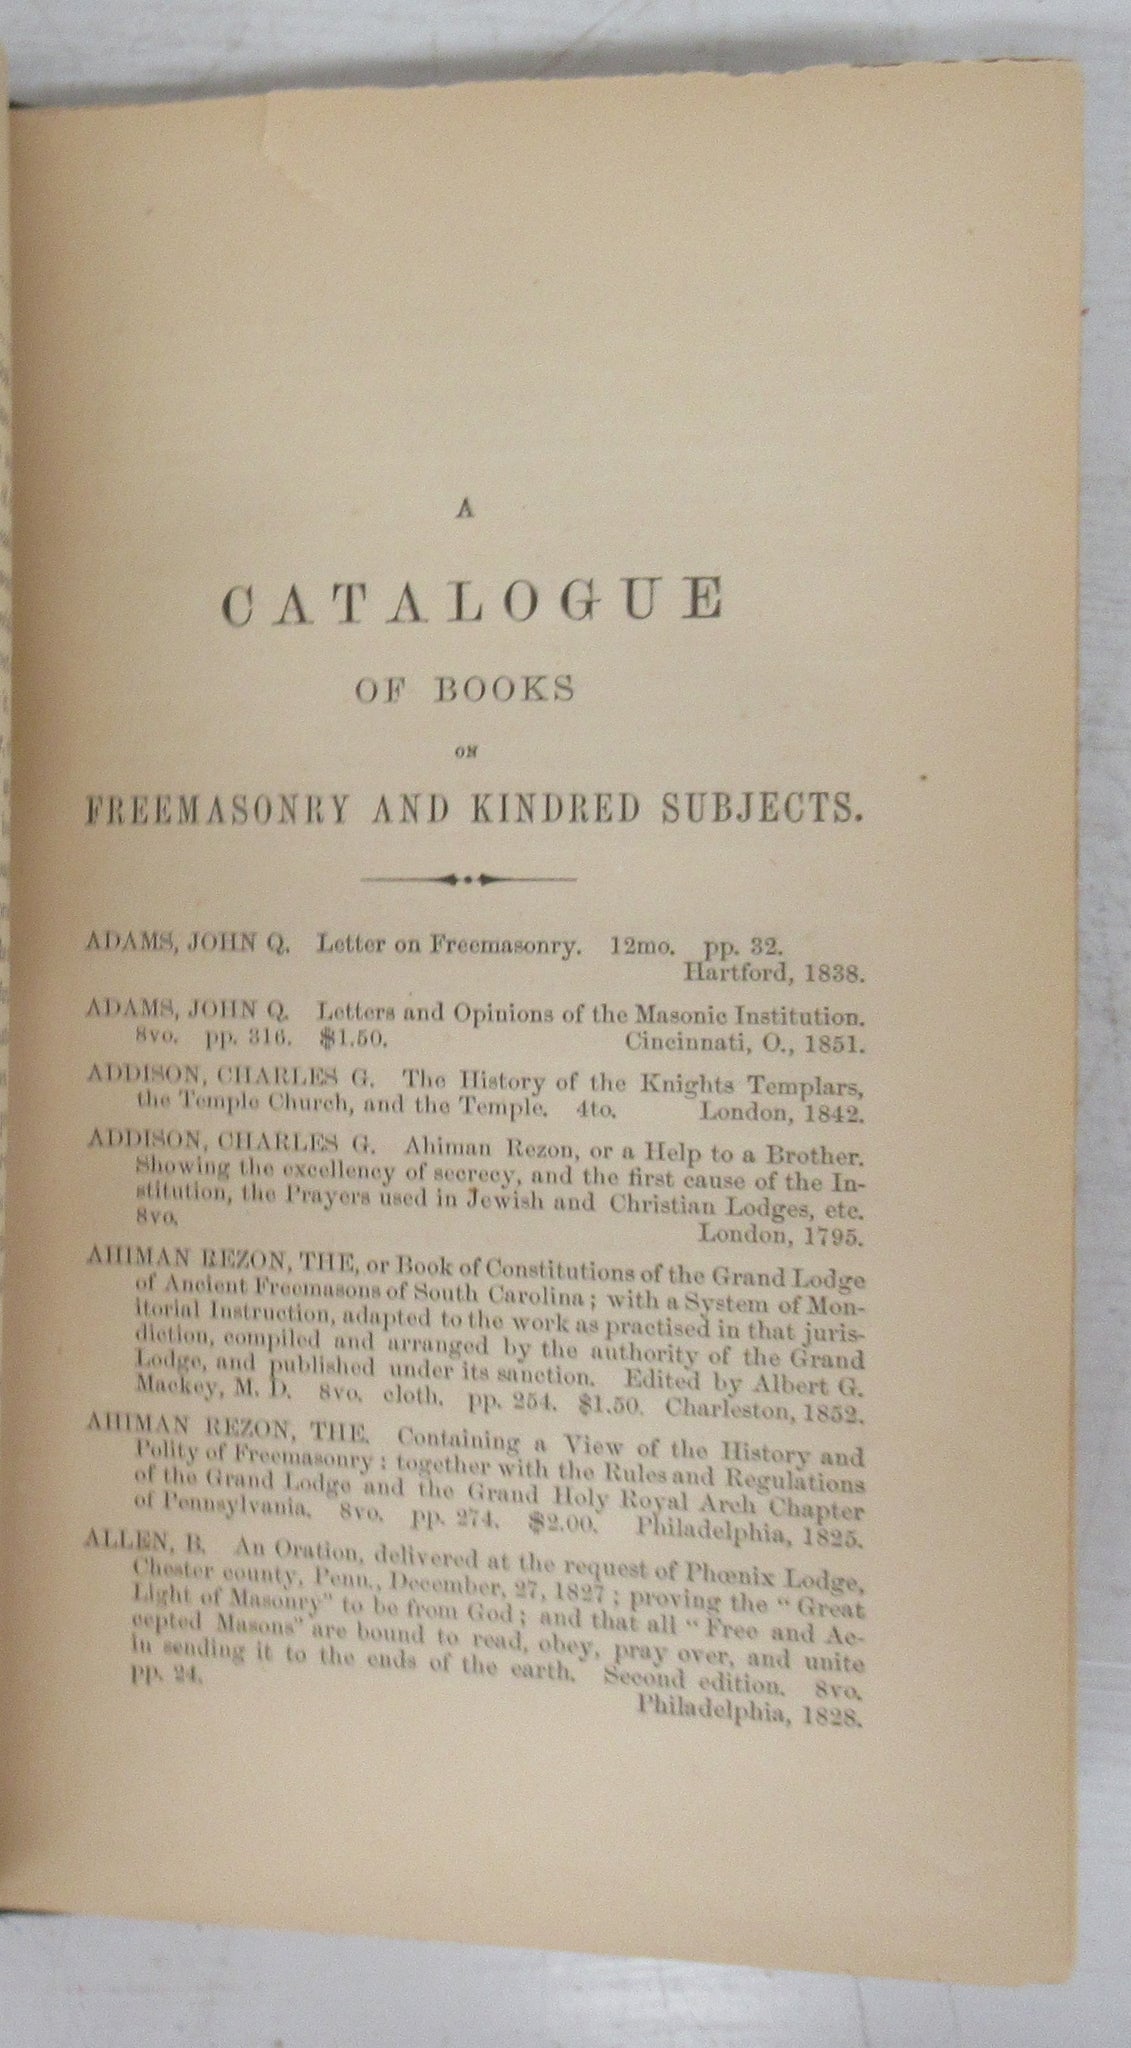 A
CATALOGUE
OF BOOKS
ON
FREEMASONRY AND KINDRED SUBJECTS.
ADAMS, JOHN Q. Letter on Freemasonry. 12mo. pp. 32.
Hartford, 1838.
ADAMS, JOHN Q. Letters and Opinions of the Masonic Institution.
8vo. pp. 316. $1.50. Cincinnati, O., 1851.
ADDISON, CHARLES G. The History of the Knights Templars,
the Temple Church, and the Temple. 4to. London, 1842.
ADDISON, CHARLES G. Ahiman Rezon, or a Help to a Brother.
Showing the excellency of secrecy, and the first cause of the In-
stitution, the Prayers used in Jewish and Christian Lodges, etc.
8vo. London, 1795.
AHIMAN REZON, THE, or Book of Constitutions of the Grand Lodge
of Ancient Freemasons of South Carolina; with a System of Mon-
itorial Instruction, adapted to the work as practised in that juris-
diction, compiled and arranged by the authority of the Grand
Lodge, and published under its sanction. Edited by Albert G.
Mackey, M. D. 8vo. cloth. pp. 254. $1.50. Charleston, 1852.
AHIMAN REZON, THE. Containing a View of the History and
Polity of Freemasonry: together with the Rules and Regulations
of the Grand Lodge and the Grand Holy Royal Arch Chapter
of Pennsylvania. 8vo. pp. 274. $2.00. Philadelphia, 1825.
ALLEN, B. An Oration, delivered at the request of Phœnix Lodge,
Chester county, Penn., December, 27, 1827; proving the "Great
Light of Masonry" to be from God; and that all "Free and Ac-
cepted Masons" are bound to read, obey, pray over, and unite
in sending it to the ends of the earth. Second edition. 8vo.
pp. 24. Philadelphia, 1828.